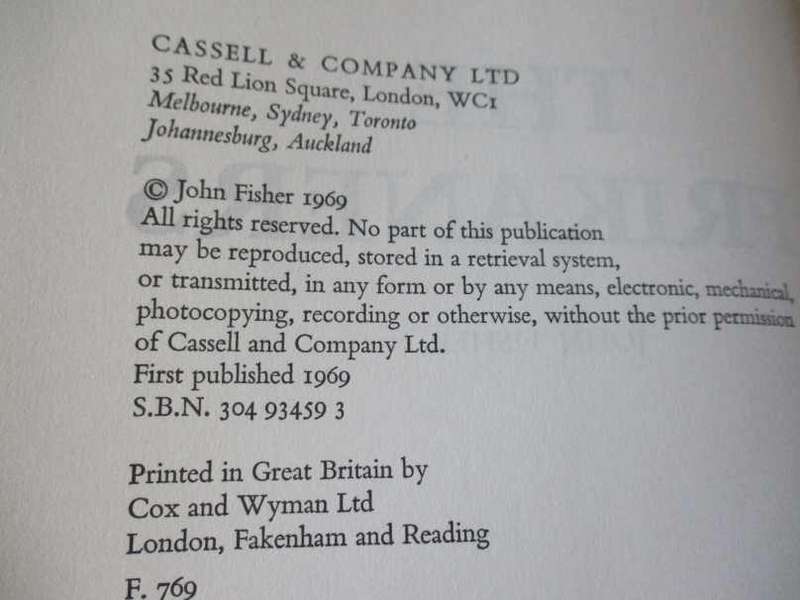 CASSELL & COMPANY LTD
35 Red Lion Square, London, WC1
Melbourne, Sydney, Toronto
Johannesburg, Auckland
© John Fisher 1969
All rights reserved. No part of this publication
may be reproduced, stored in a retrieval system,
or transmitted, in any form or by any means, electronic, mechanical,
photocopying, recording or otherwise, without the prior permission
of Cassell and Company Ltd.
First published 1969
S.B.N. 304 93459 3
Printed in Great Britain by
Cox and Wyman Ltd
London, Fakenham and Reading
F. 769